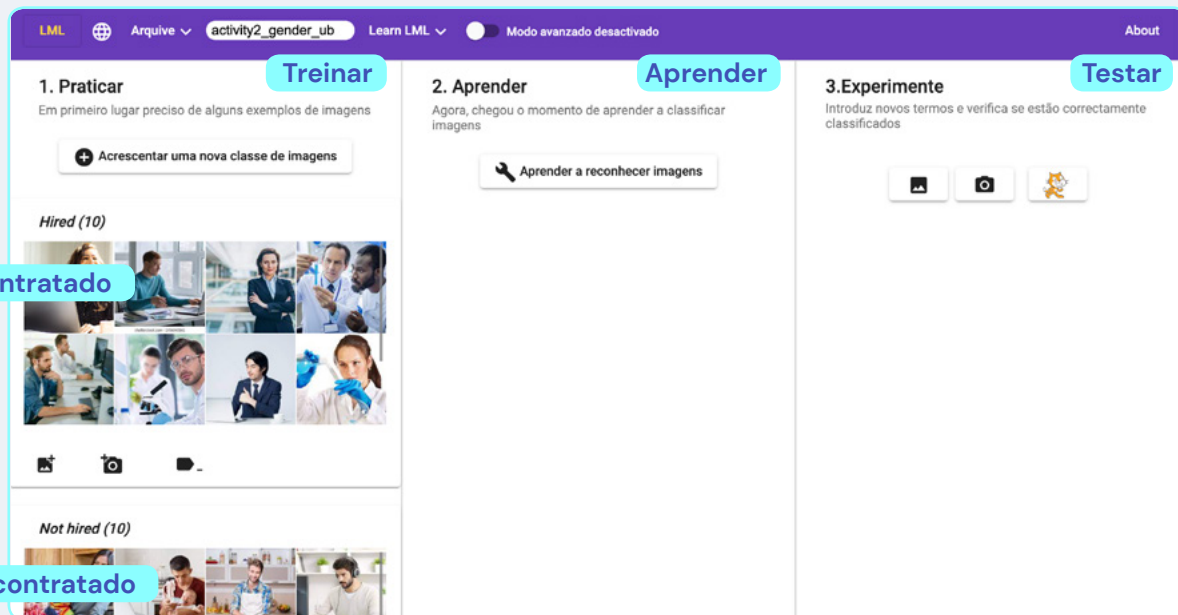 LML
Arquive
activity2_gender_ub
Learn LML
Modo avanzado desactivado
About
1. Praticar
Treinar
Em primeiro lugar preciso de alguns exemplos de imagens
Acrescentar uma nova classe de imagens
Hired (10)
ntratado
Not hired (10)
contratado
2. Aprender
Aprender
Agora, chegou o momento de aprender a classificar
imagens
Aprender a reconhecer imagens
3.Experimente
Testar
Introduz novos termos e verifica se estão correctamente
classificados